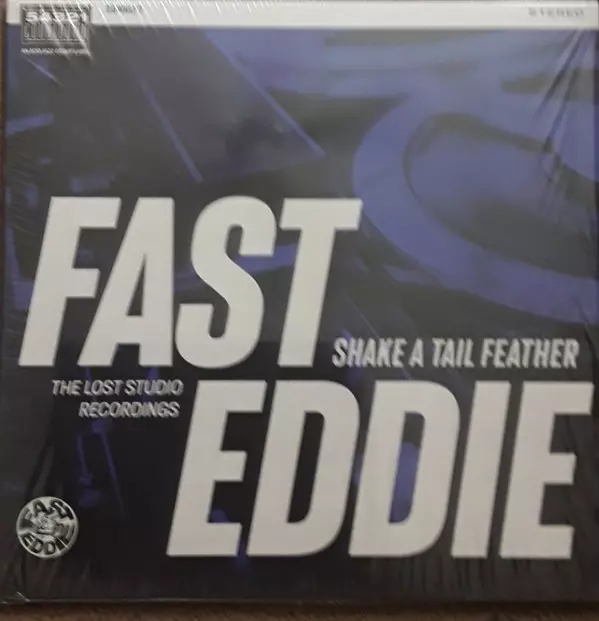 STEREO
FAST
SHAKE A TAIL FEATHER
THE LOST STUDIO
RECORDINGS
EDDIE
FAST
EDDIE